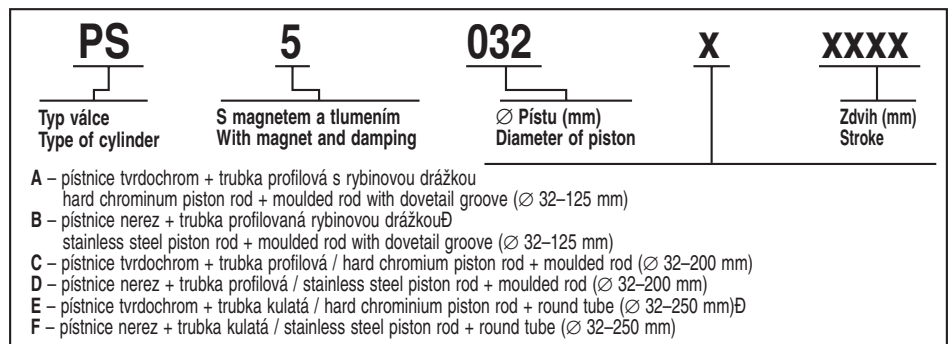 PS 5 032 x xxxx
Typ válce S magnetem a tlumením ∅ Pístu (mm) Zdvih (mm)
Type of cylinder With magnet and damping Diameter of piston Stroke
A – pístnice tvrdochrom + trubka profilová s rybinovou drážkou
hard chrominum piston rod + moulded rod with dovetail groove (∅ 32–125 mm)
B – pístnice nerez + trubka profilovaná rybinovou drážkouĐ
stainless steel piston rod + moulded rod with dovetail groove (∅ 32–125 mm)
C – pístnice tvrdochrom + trubka profilová / hard chromium piston rod + moulded rod (∅ 32–200 mm)
D – pístnice nerez + trubka profilová / stainless steel piston rod + moulded rod (∅ 32–200 mm)
E – pístnice tvrdochrom + trubka kulatá / hard chrominium piston rod + round tube (∅ 32–250 mm)Đ
F – pístnice nerez + trubka kulatá / stainless steel piston rod + round tube (∅ 32–250 mm)